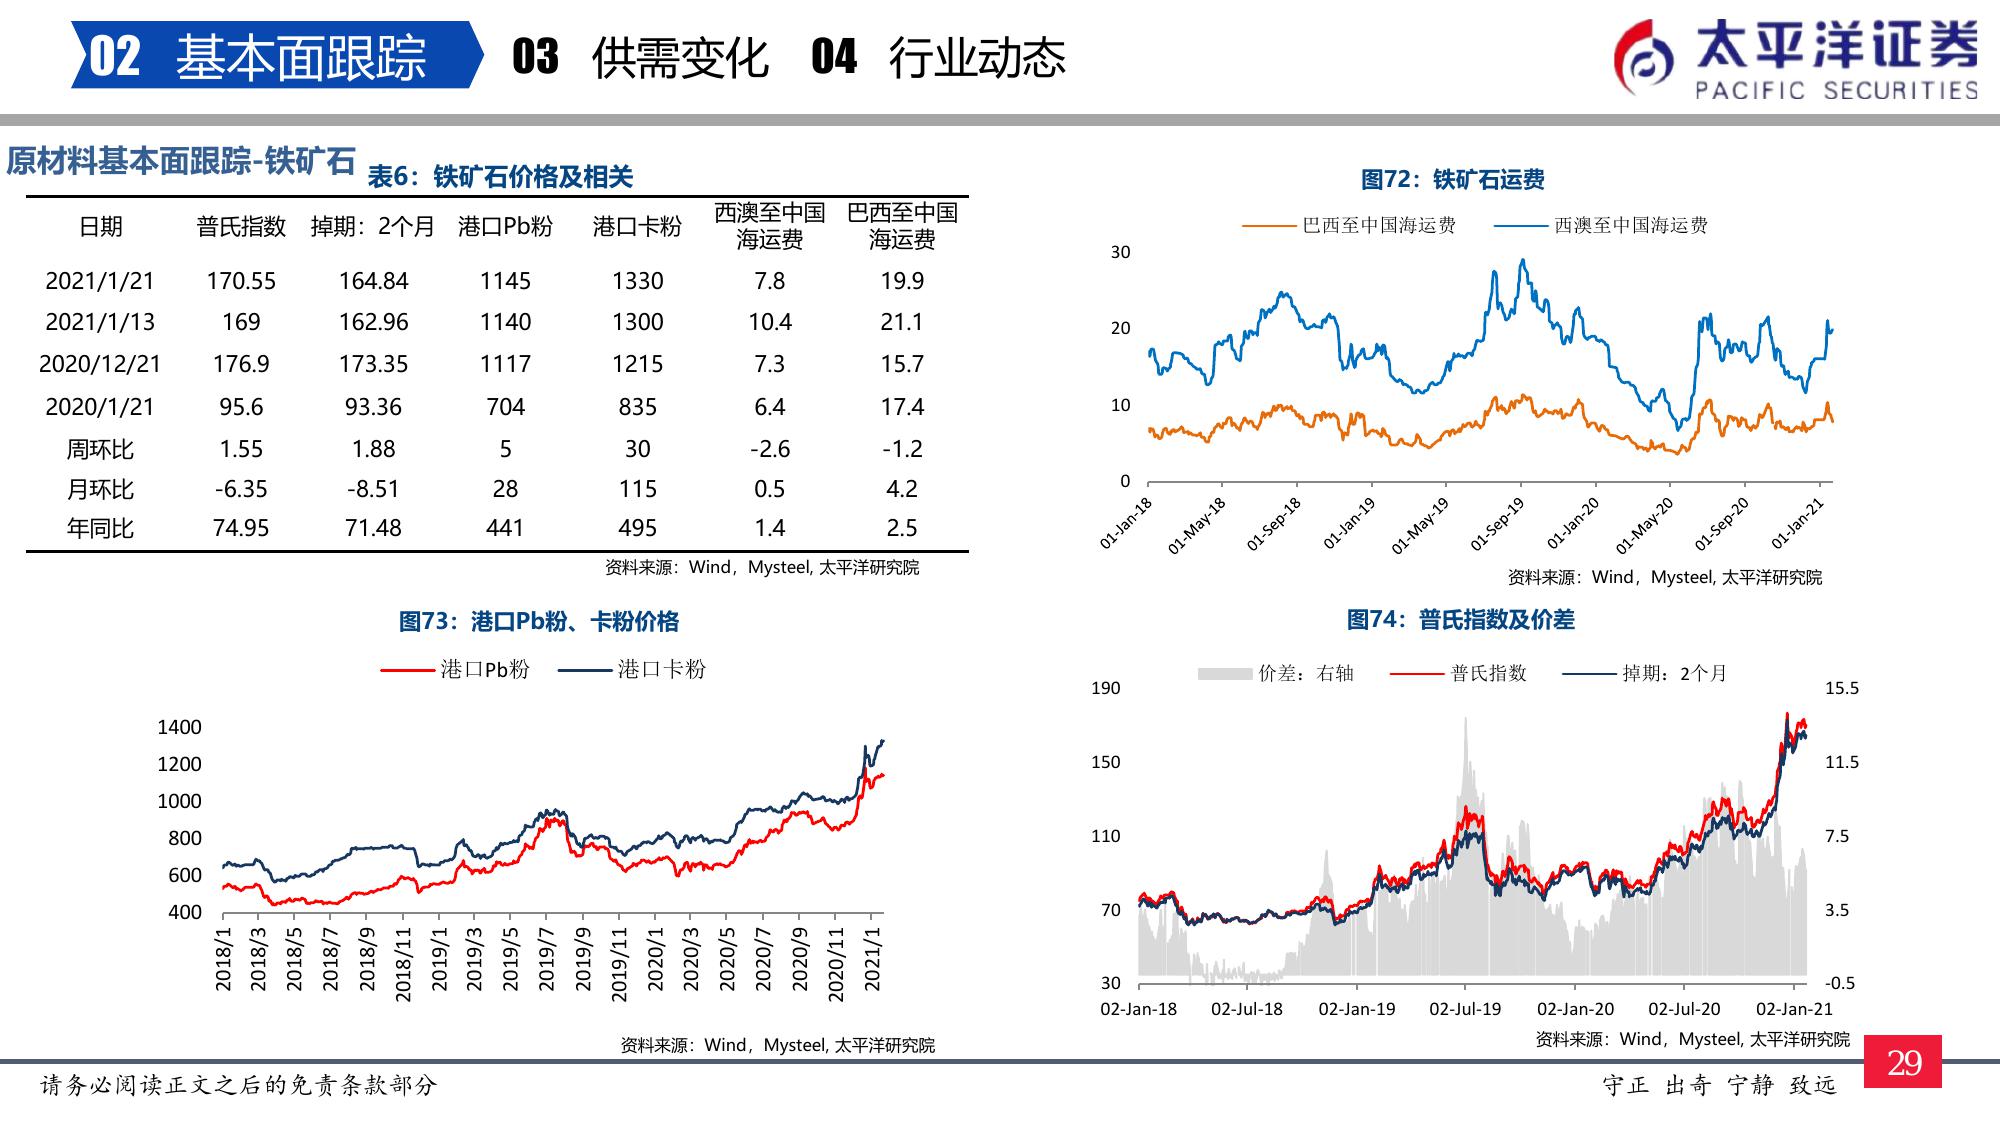 02 基本面跟踪 03 供需变化 04 行业动态
太平洋证券
PACIFIC SECURITIES
原材料基本面跟踪-铁矿石
表6：铁矿石价格及相关
日期 普氏指数 掉期：2个月 港口Pb粉 港口卡粉 西澳至中国海运费 巴西至中国海运费
2021/1/21 170.55 164.84 1145 1330 7.8 19.9
2021/1/13 169 162.96 1140 1300 10.4 21.1
2020/12/21 176.9 173.35 1117 1215 7.3 15.7
2020/1/21 95.6 93.36 704 835 6.4 17.4
周环比 1.55 1.88 5 30 -2.6 -1.2
月环比 -6.35 -8.51 28 115 0.5 4.2
年同比 74.95 71.48 441 495 1.4 2.5
资料来源：Wind，Mysteel, 太平洋研究院
图72：铁矿石运费
巴西至中国海运费 西澳至中国海运费
30
20
10
0
01-Jan-18 01-May-18 01-Sep-18 01-Jan-19 01-May-19 01-Sep-19 01-Jan-20 01-May-20 01-Sep-20 01-Jan-21
资料来源：Wind，Mysteel, 太平洋研究院
图73：港口Pb粉、卡粉价格
港口Pb粉 港口卡粉
1400
1200
1000
800
600
400
2018/1 2018/3 2018/5 2018/7 2018/9 2018/11 2019/1 2019/3 2019/5 2019/7 2019/9 2019/11 2020/1 2020/3 2020/5 2020/7 2020/9 2020/11 2021/1
资料来源：Wind，Mysteel, 太平洋研究院
图74：普氏指数及价差
价差：右轴 普氏指数 掉期：2个月
190 15.5
150 11.5
110 7.5
70 3.5
30 -0.5
02-Jan-18 02-Jul-18 02-Jan-19 02-Jul-19 02-Jan-20 02-Jul-20 02-Jan-21
资料来源：Wind，Mysteel, 太平洋研究院
请务必阅读正文之后的免责条款部分
守正 出奇 宁静 致远
29